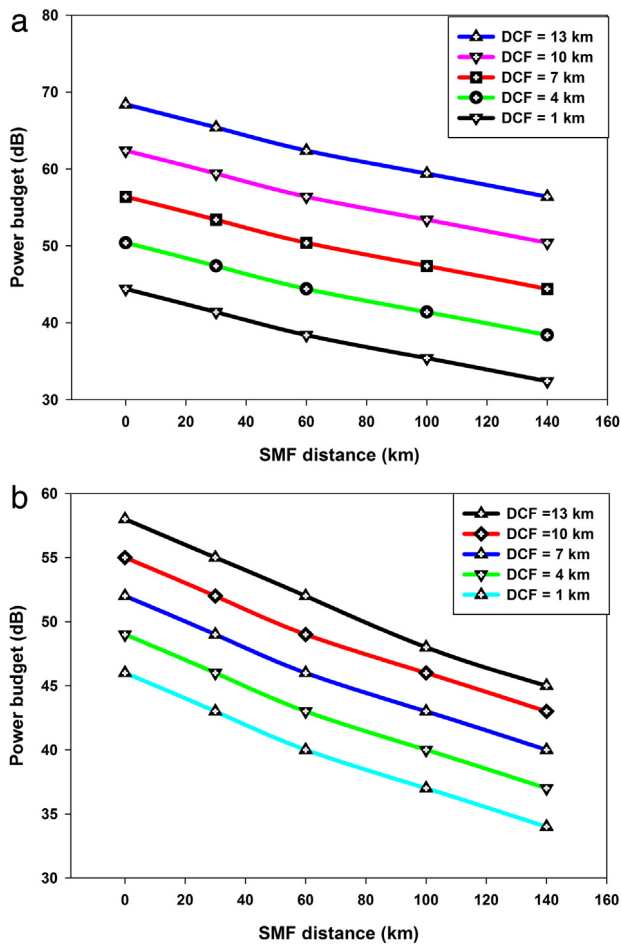 a
80
70
60
50
40
30
Power budget (dB)
DCF = 13 km
DCF = 10 km
DCF = 7 km
DCF = 4 km
DCF = 1 km
0 20 40 60 80 100 120 140 160
SMF distance (km)
b
60
55
50
45
40
35
30
Power budget (dB)
DCF =13 km
DCF =10 km
DCF = 7 km
DCF = 4 km
DCF = 1 km
0 20 40 60 80 100 120 140 160
SMF distance (km)